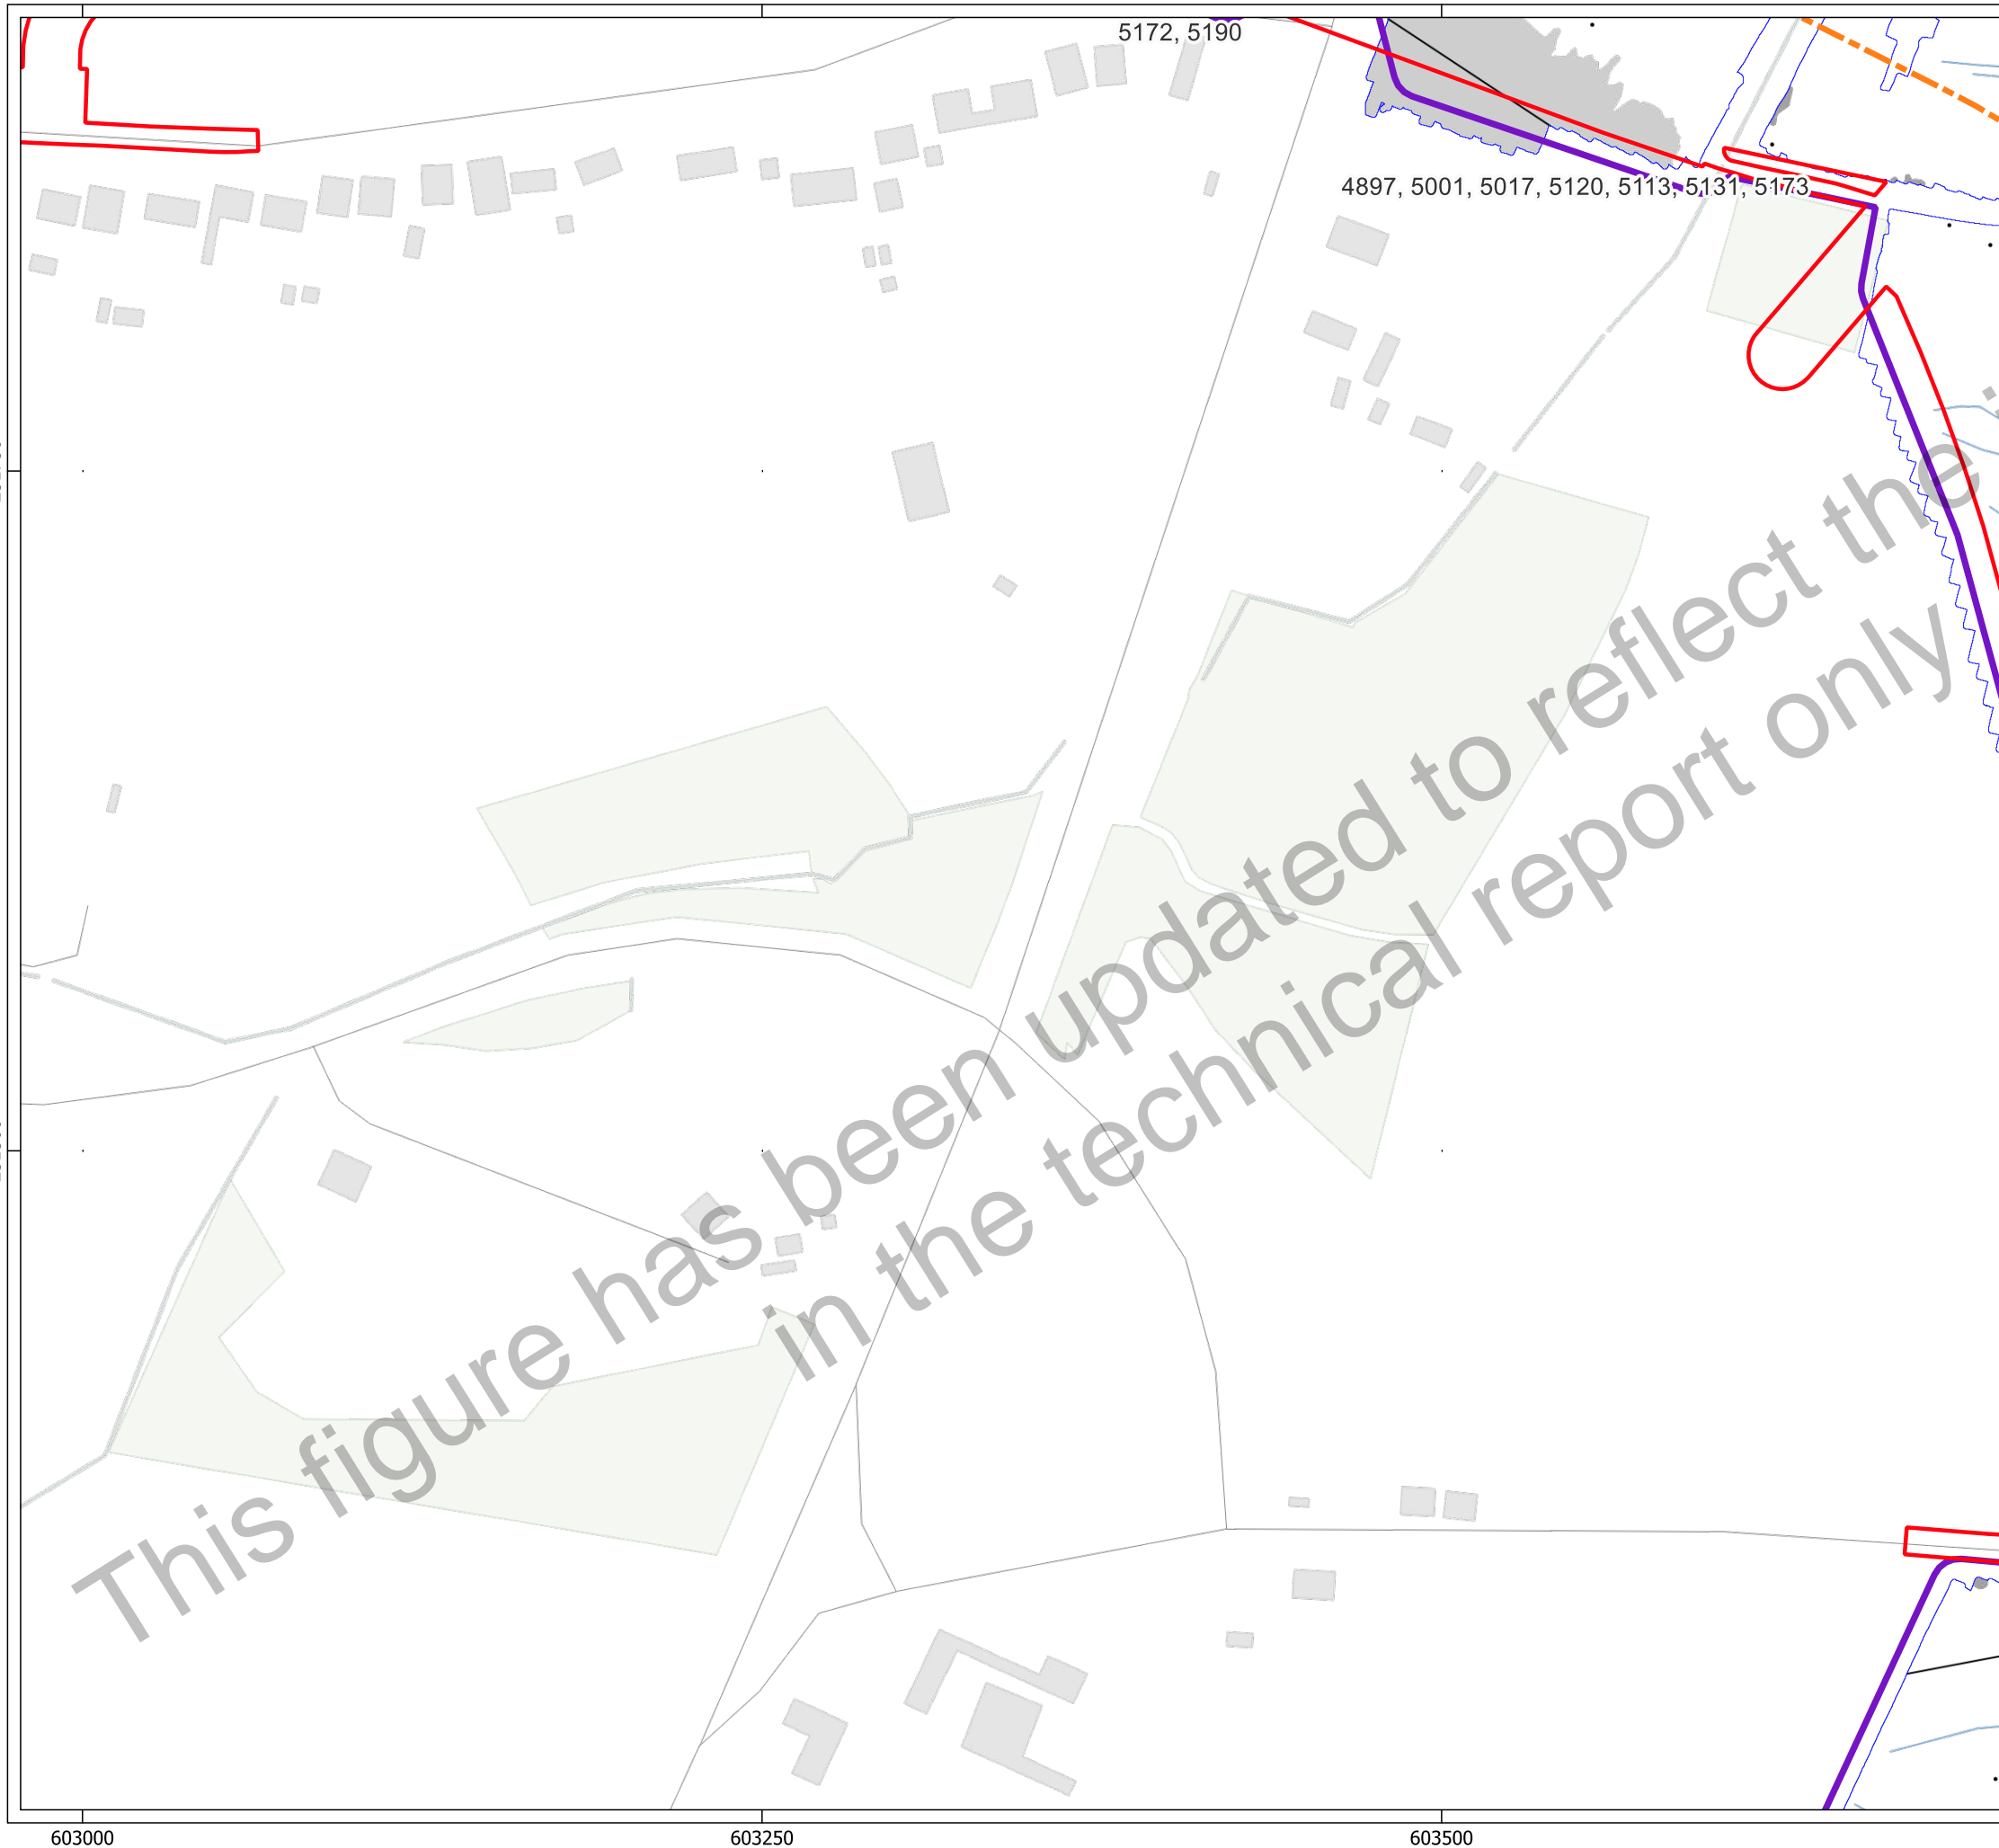 5172, 5190
4897, 5001, 5017, 5120, 5113, 5131, 5173
This figure has been updated to reflect the
in the technical report only
603000
603250
603500